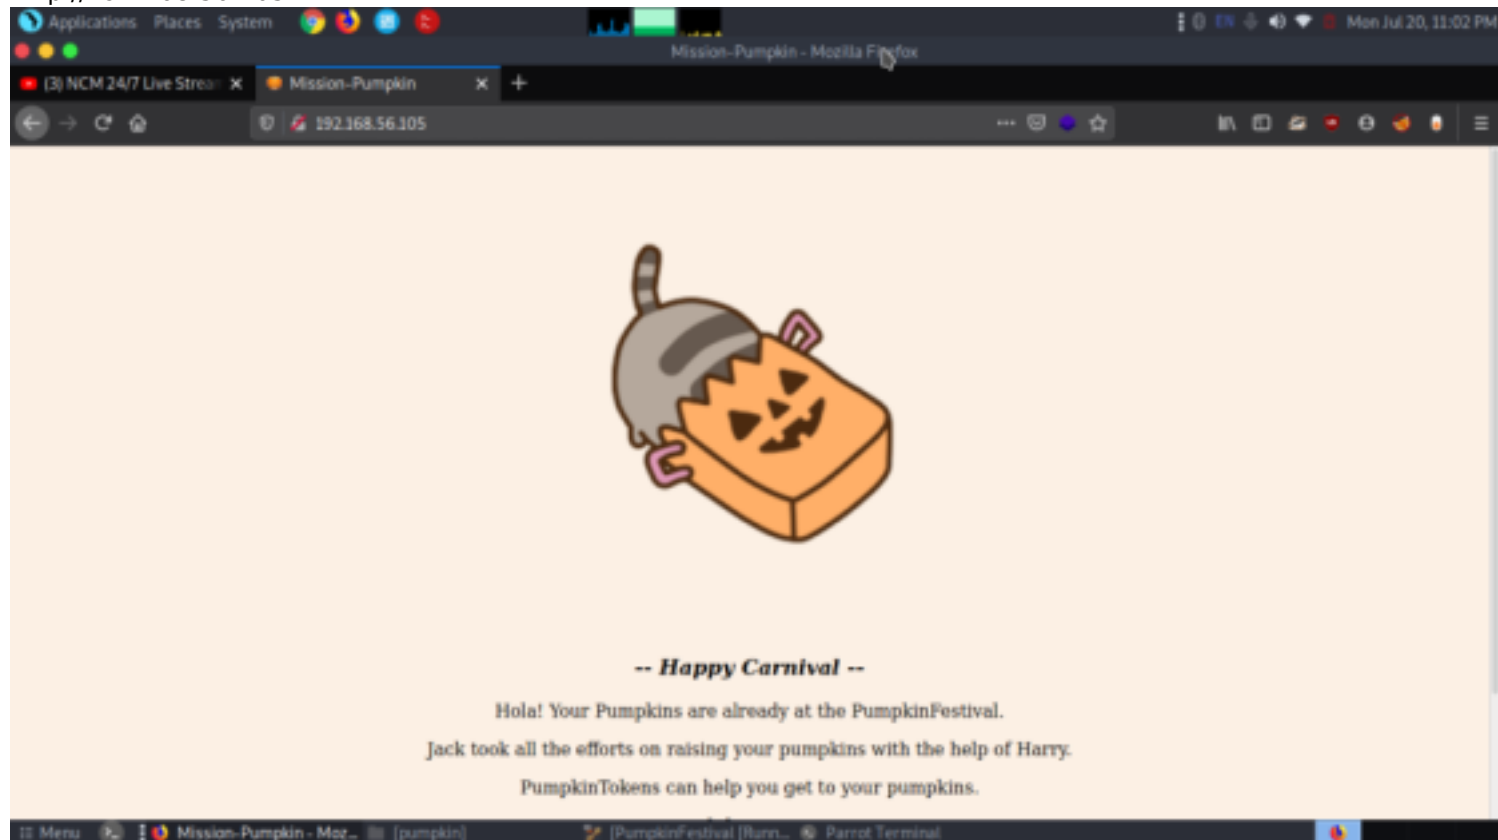 Applications Places System EN Mon Jul 20, 11:02 PM
Mission-Pumpkin - Mozilla Firefox
(3) NCM 24/7 Live Strea Mission-Pumpkin
192.168.56.105
-- Happy Carnival --
Hola! Your Pumpkins are already at the PumpkinFestival.
Jack took all the efforts on raising your pumpkins with the help of Harry.
PumpkinTokens can help you get to your pumpkins.
Menu Mission-Pumpkin - Moz... [pumpkin] [PumpkinFestival [Runn... Parrot Terminal